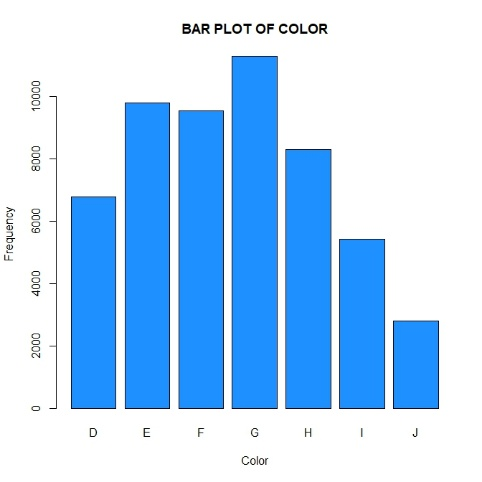 BAR PLOT OF COLOR
Frequency
10000
8000
6000
4000
2000
0
D E F G H I J
Color